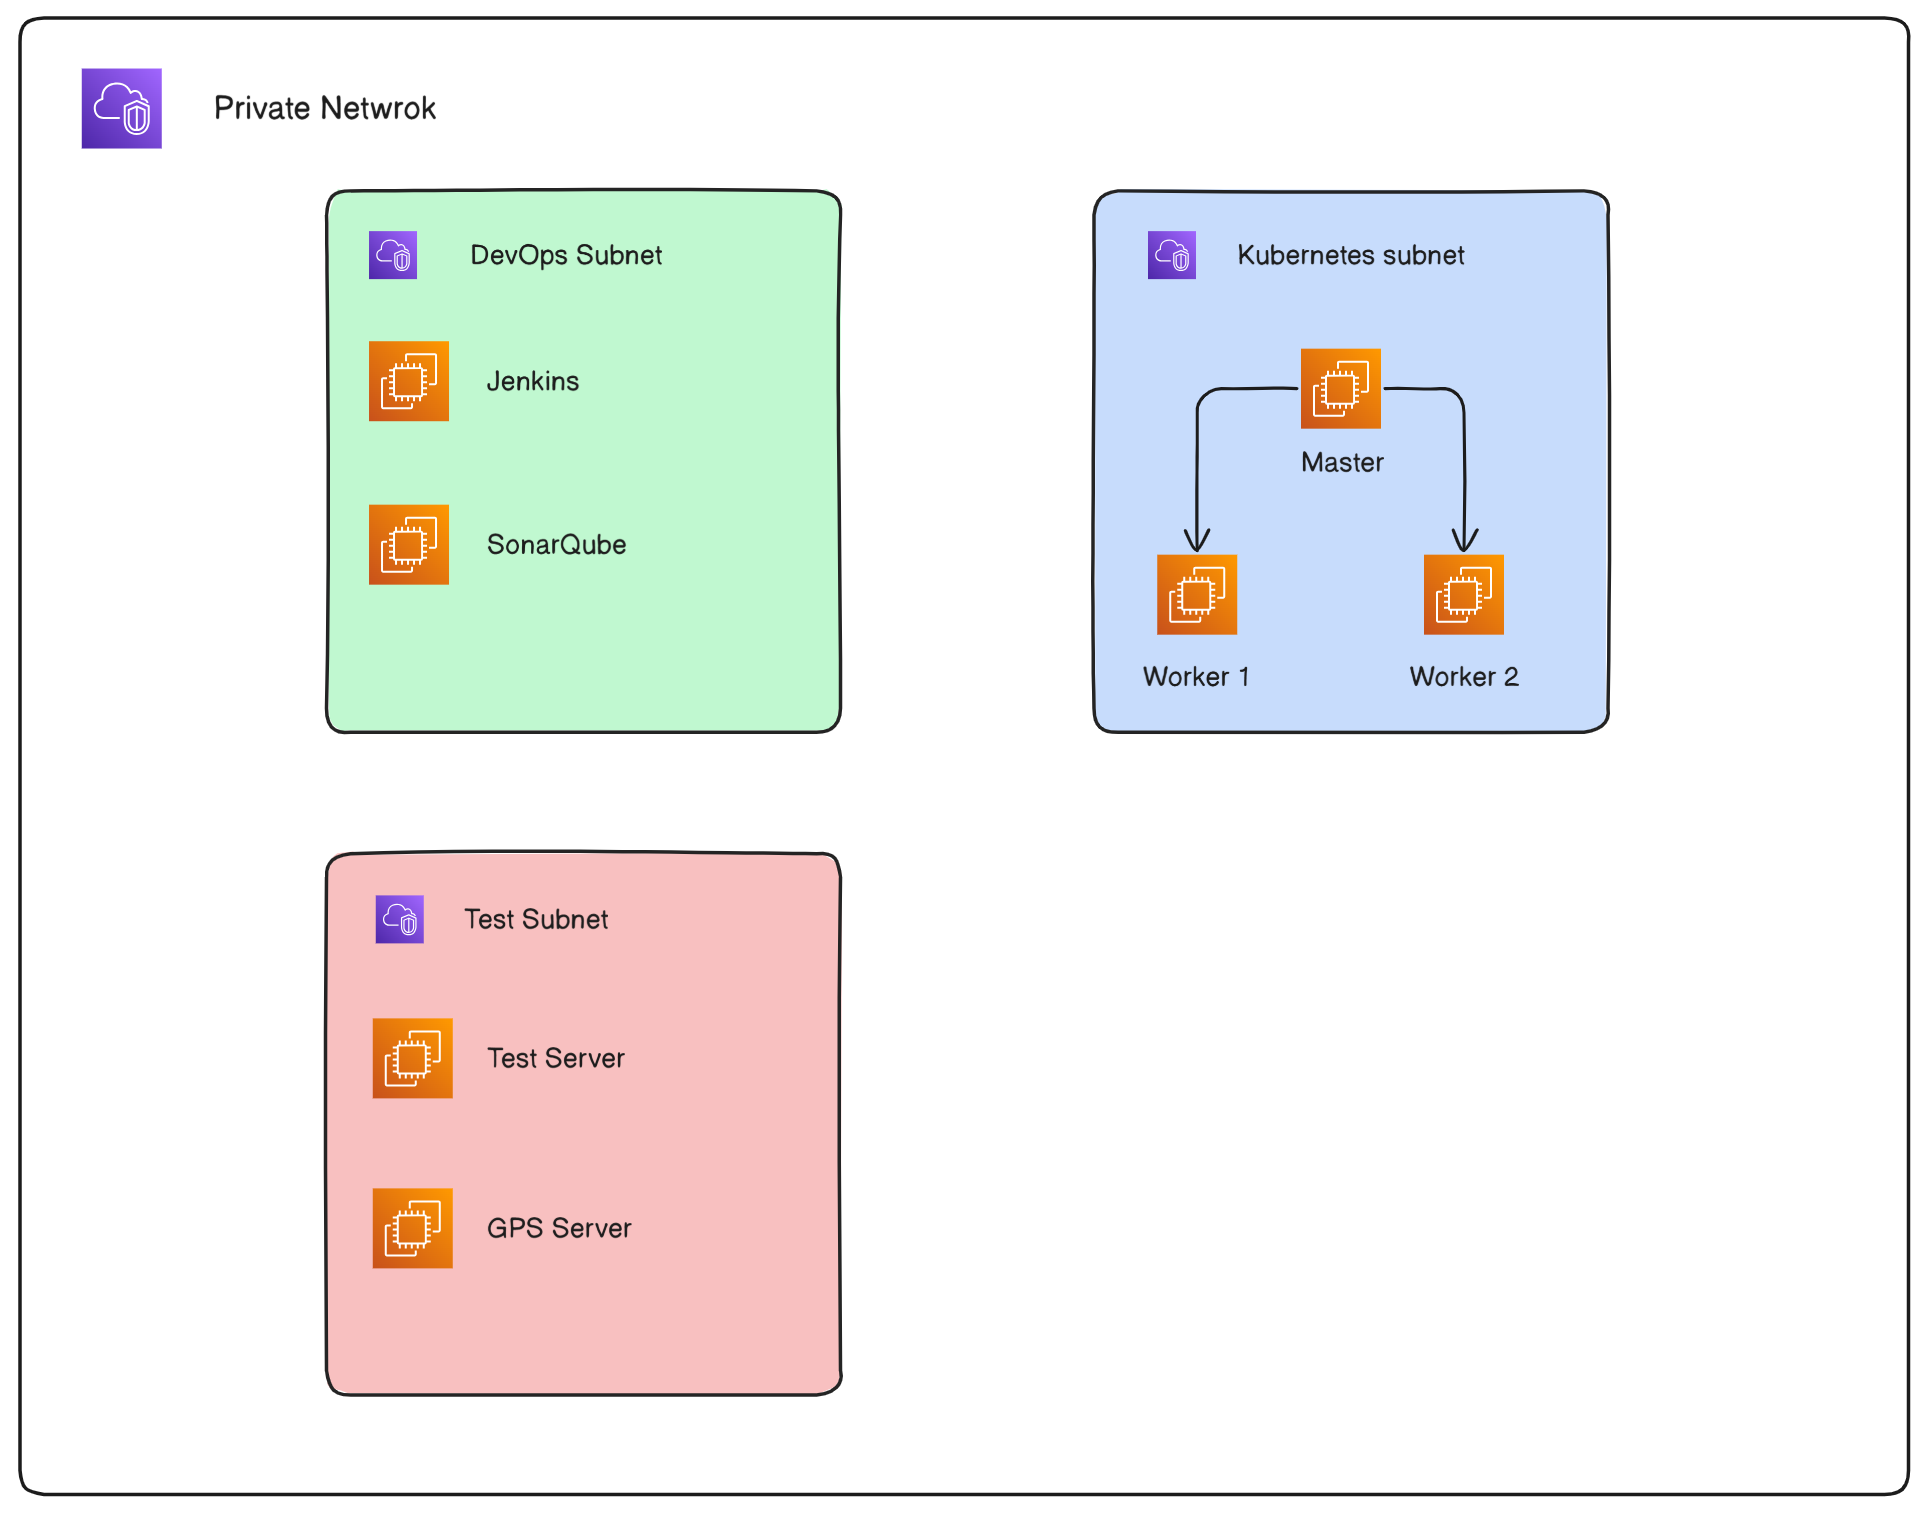 Private Netwrok
DevOps Subnet
Jenkins
SonarQube
Kubernetes subnet
Master
Worker 1
Worker 2
Test Subnet
Test Server
GPS Server